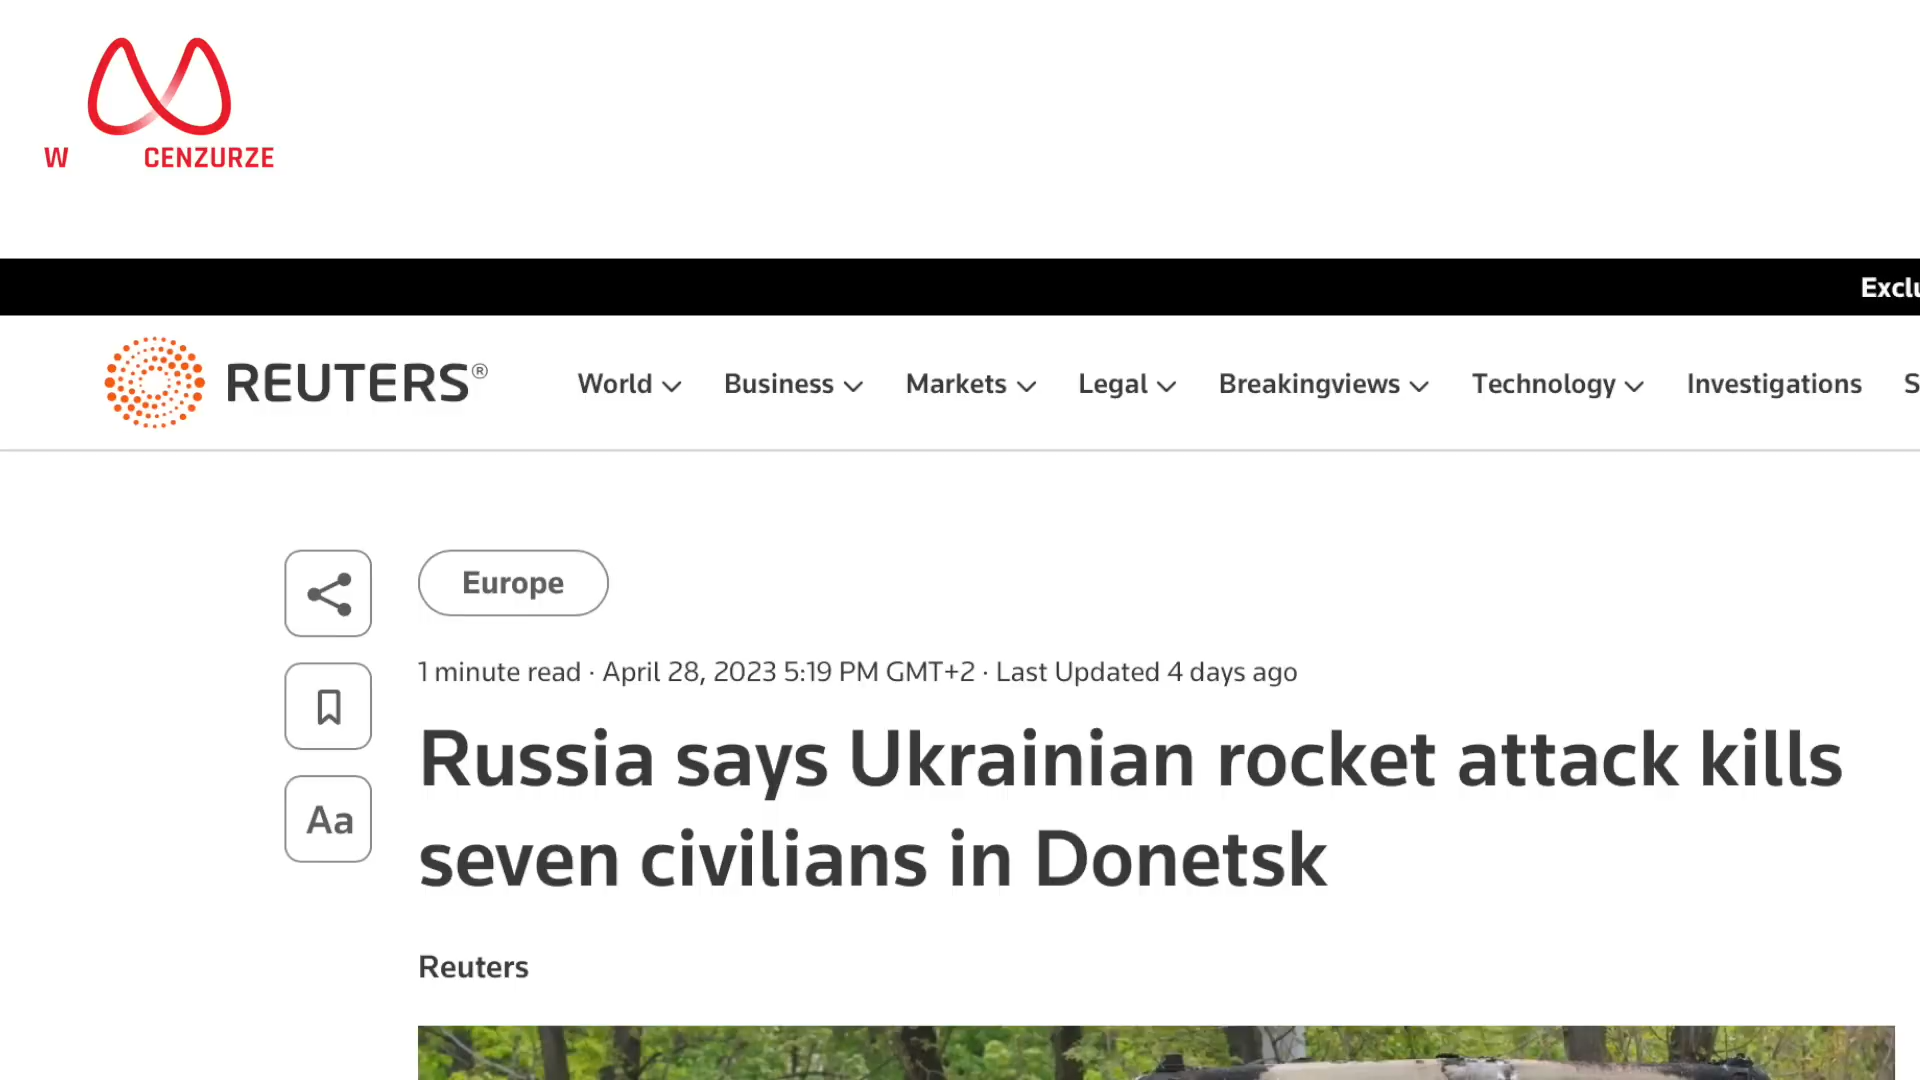 W CENZURZE
Exclu
REUTERS®
World Business Markets Legal Breakingviews Technology Investigations S
Europe
1 minute read · April 28, 2023 5:19 PM GMT+2 · Last Updated 4 days ago
Aa
Russia says Ukrainian rocket attack kills
seven civilians in Donetsk
Reuters